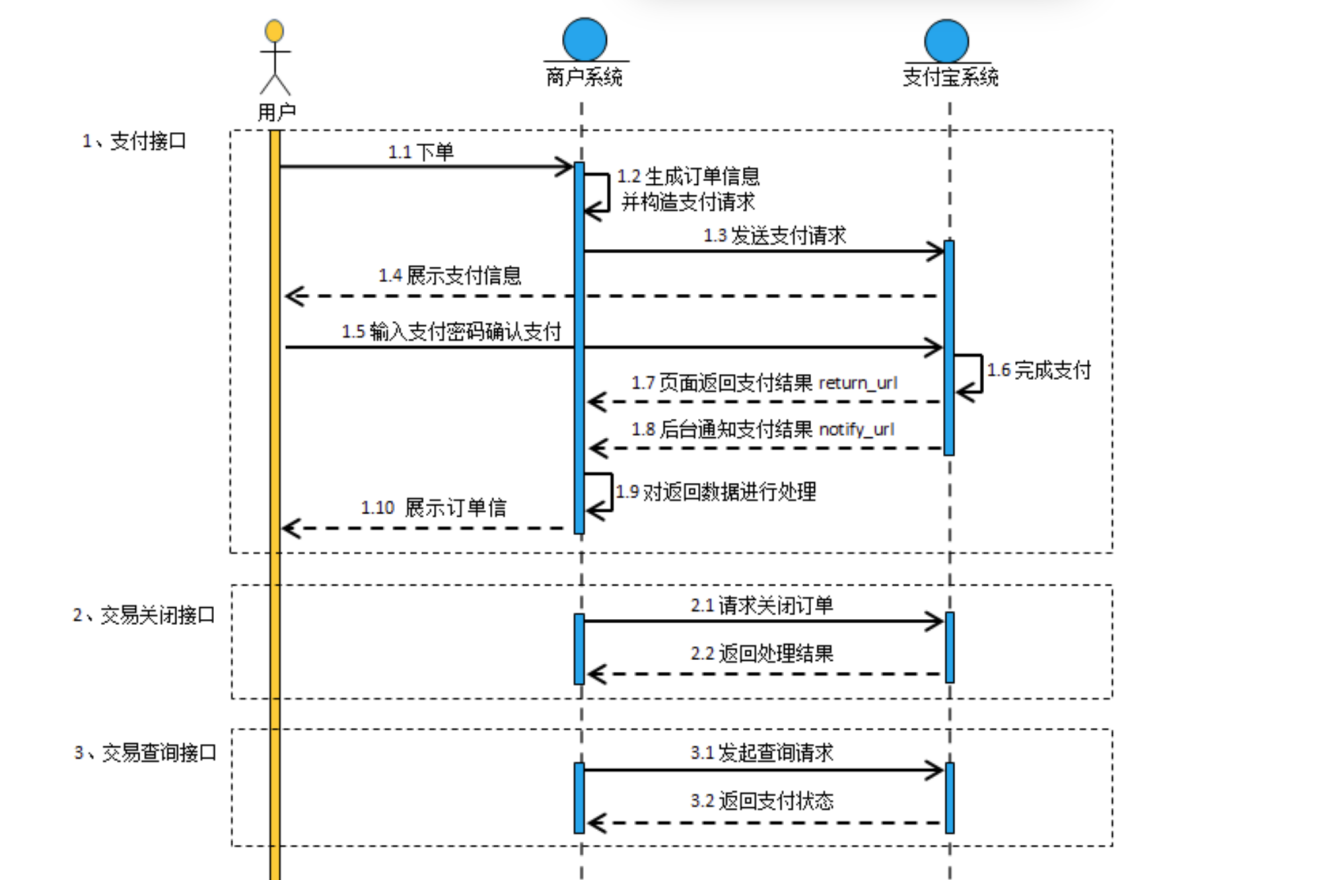 用户
商户系统
支付宝系统
1、支付接口
1.1 下单
1.2 生成订单信息
并构造支付请求
1.3 发送支付请求
1.4 展示支付信息
1.5 输入支付密码确认支付
1.6 完成支付
1.7 页面返回支付结果 return_url
1.8 后台通知支付结果 notify_url
1.9 对返回数据进行处理
1.10 展示订单信
2、交易关闭接口
2.1 请求关闭订单
2.2 返回处理结果
3、交易查询接口
3.1 发起查询请求
3.2 返回支付状态